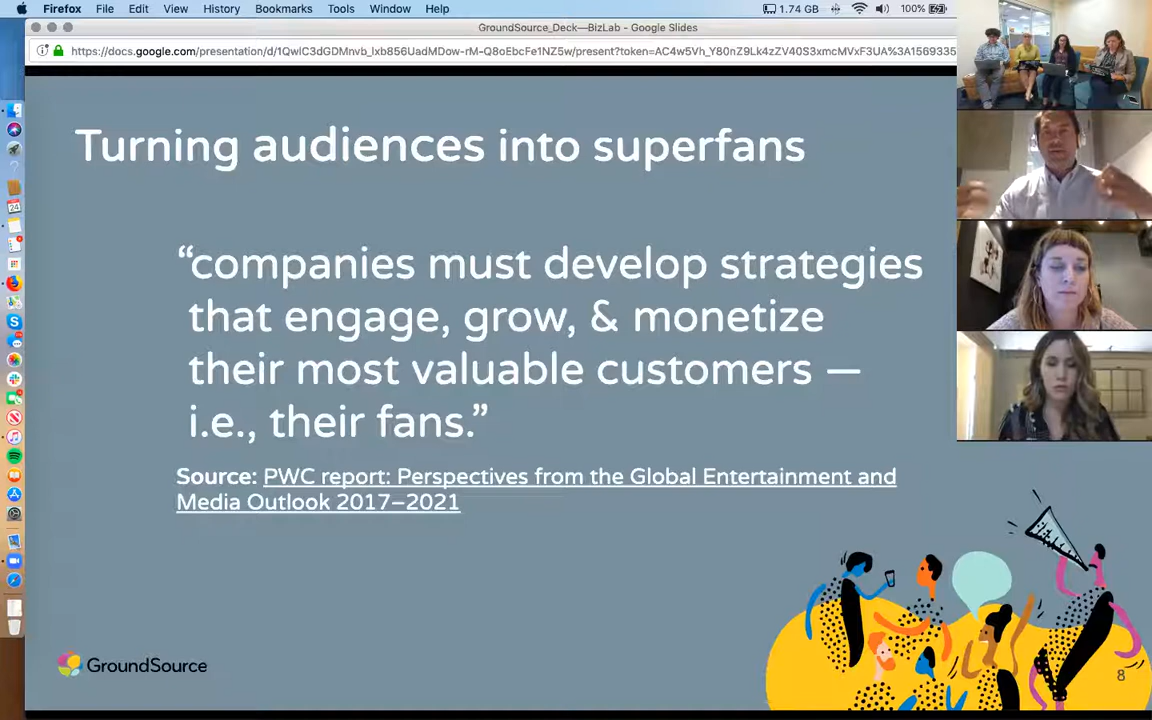 Firefox File Edit View History Bookmarks Tools Window Help 1.74 GB 100%
GroundSource_Deck—BizLab - Google Slides
Turning audiences into superfans
“companies must develop strategies
that engage, grow, & monetize
their most valuable customers —
i.e., their fans.”
Source: PWC report: Perspectives from the Global Entertainment and
Media Outlook 2017–2021
GroundSource
8